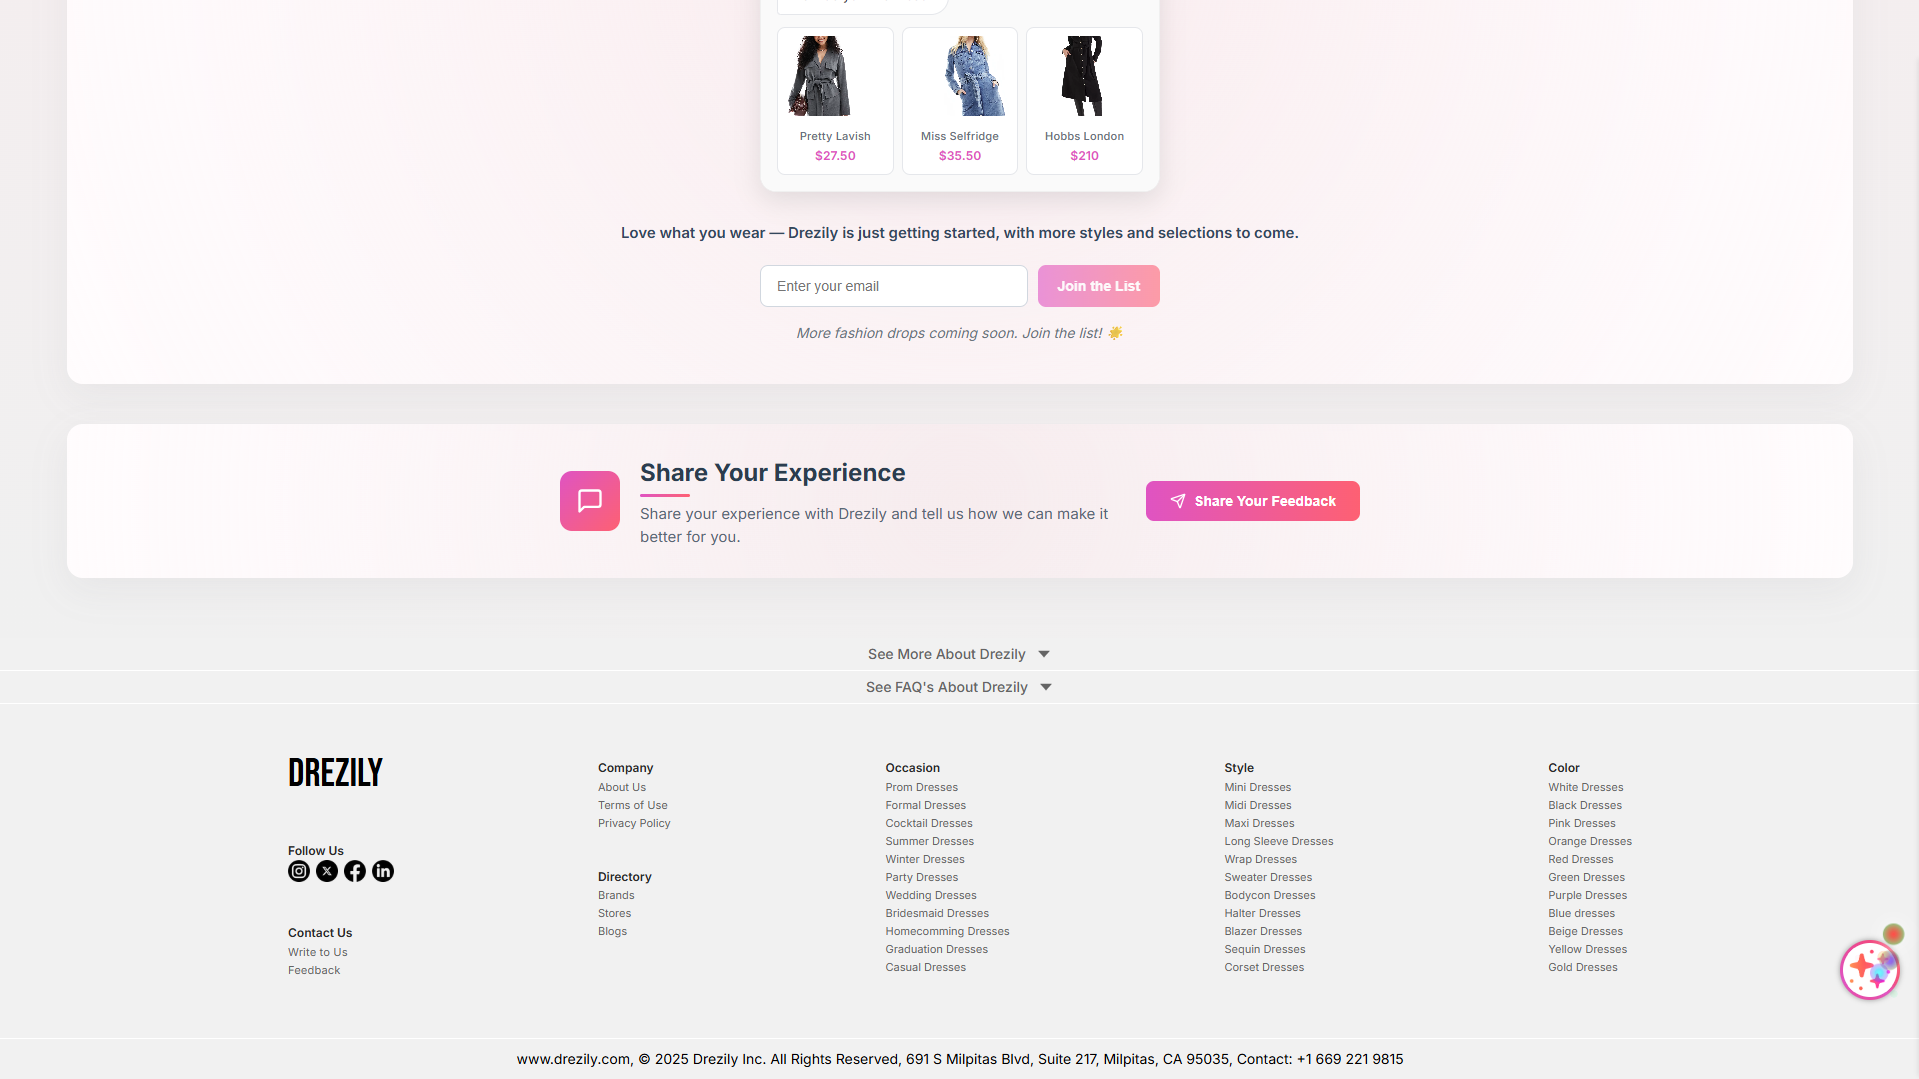 Pretty Lavish
$27.50
Miss Selfridge
$35.50
Hobbs London
$210
Love what you wear — Drezily is just getting started, with more styles and selections to come.
Enter your email
Join the List
More fashion drops coming soon. Join the list! 🌟
Share Your Experience
Share your experience with Drezily and tell us how we can make it
better for you.
Share Your Feedback
See More About Drezily
See FAQ's About Drezily
DREZILY
Follow Us
Contact Us
Write to Us
Feedback
Company
About Us
Terms of Use
Privacy Policy
Directory
Brands
Stores
Blogs
Occasion
Prom Dresses
Formal Dresses
Cocktail Dresses
Summer Dresses
Winter Dresses
Party Dresses
Wedding Dresses
Bridesmaid Dresses
Homecomming Dresses
Graduation Dresses
Casual Dresses
Style
Mini Dresses
Midi Dresses
Maxi Dresses
Long Sleeve Dresses
Wrap Dresses
Sweater Dresses
Bodycon Dresses
Halter Dresses
Blazer Dresses
Sequin Dresses
Corset Dresses
Color
White Dresses
Black Dresses
Pink Dresses
Orange Dresses
Red Dresses
Green Dresses
Purple Dresses
Blue dresses
Beige Dresses
Yellow Dresses
Gold Dresses
www.drezily.com, © 2025 Drezily Inc. All Rights Reserved, 691 S Milpitas Blvd, Suite 217, Milpitas, CA 95035, Contact: +1 669 221 9815